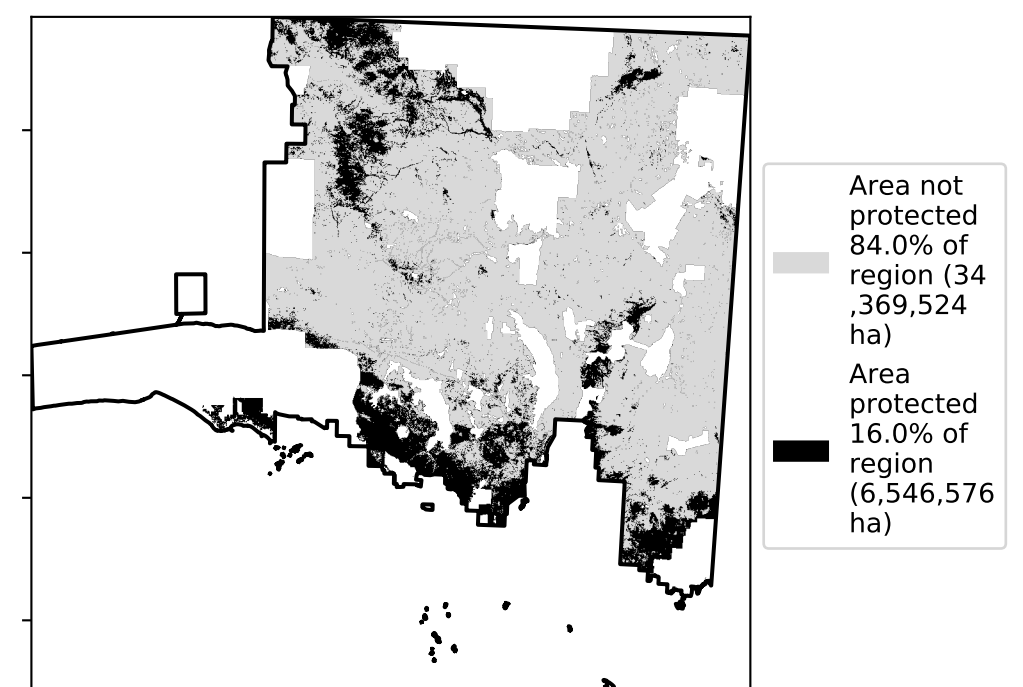 Area not
protected
84.0% of
region (34
,369,524
ha)
Area
protected
16.0% of
region
(6,546,576
ha)